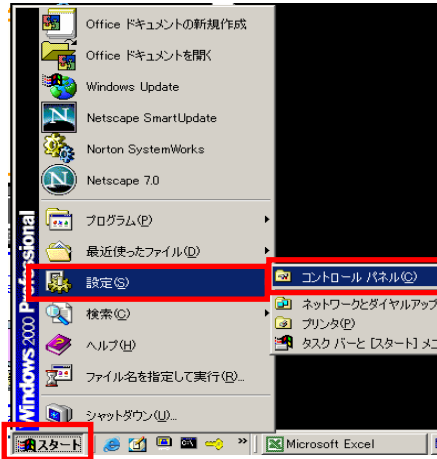 Office ドキュメントの新規作成
Office ドキュメントを開く
Windows Update
Netscape SmartUpdate
Norton SystemWorks
Netscape 7.0
プログラム(P)
最近使ったファイル(D)
設定(S)
検索(C)
ヘルプ(H)
ファイル名を指定して実行(R)...
シャットダウン(U)...
Windows 2000 Professional
コントロール パネル(C)
ネットワークとダイヤルアップ
プリンタ(P)
タスク バーと [スタート] メニ
スタート
»
Microsoft Excel